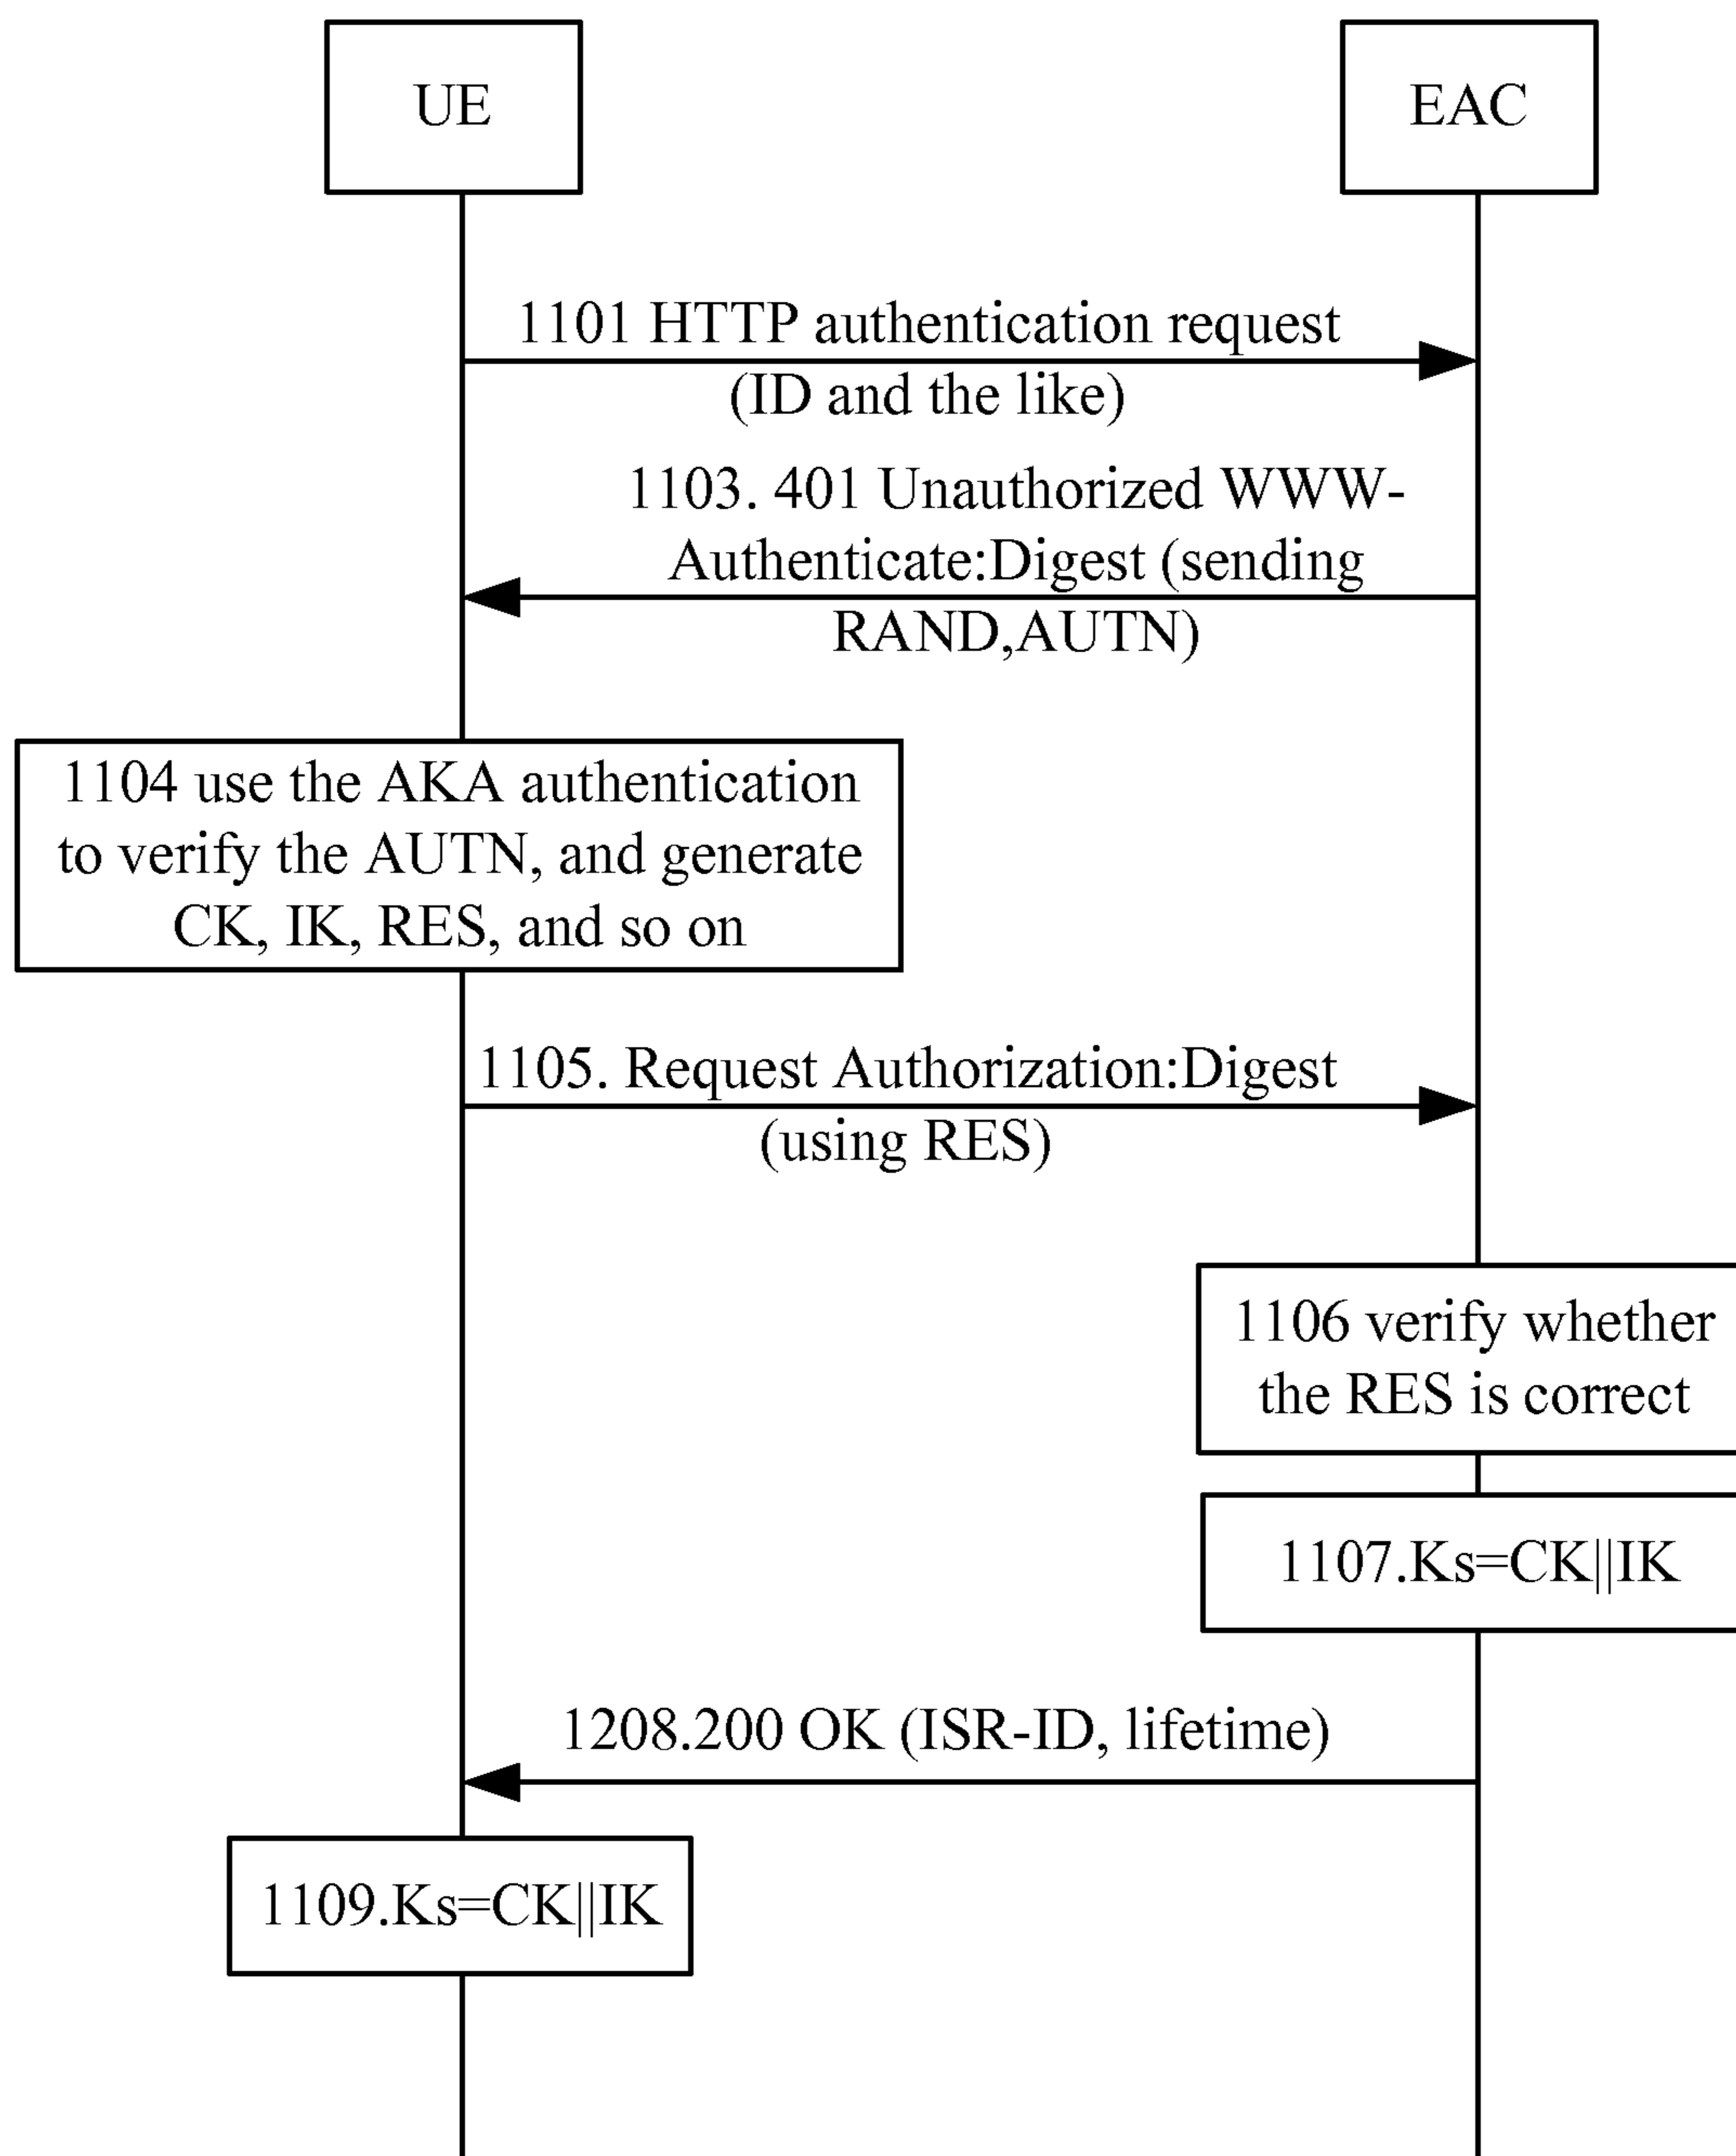 UE
EAC
1101 HTTP authentication request
(ID and the like)
1103. 401 Unauthorized WWW-
Authenticate:Digest (sending
RAND,AUTN)
1104 use the AKA authentication
to verify the AUTN, and generate
CK, IK, RES, and so on
1105. Request Authorization:Digest
(using RES)
1106 verify whether
the RES is correct
1107.Ks=CK||IK
1208.200 OK (ISR-ID, lifetime)
1109.Ks=CK||IK